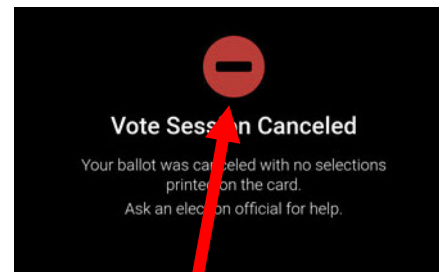 Vote Session Canceled
Your ballot was canceled with no selections
printed on the card.
Ask an election official for help.